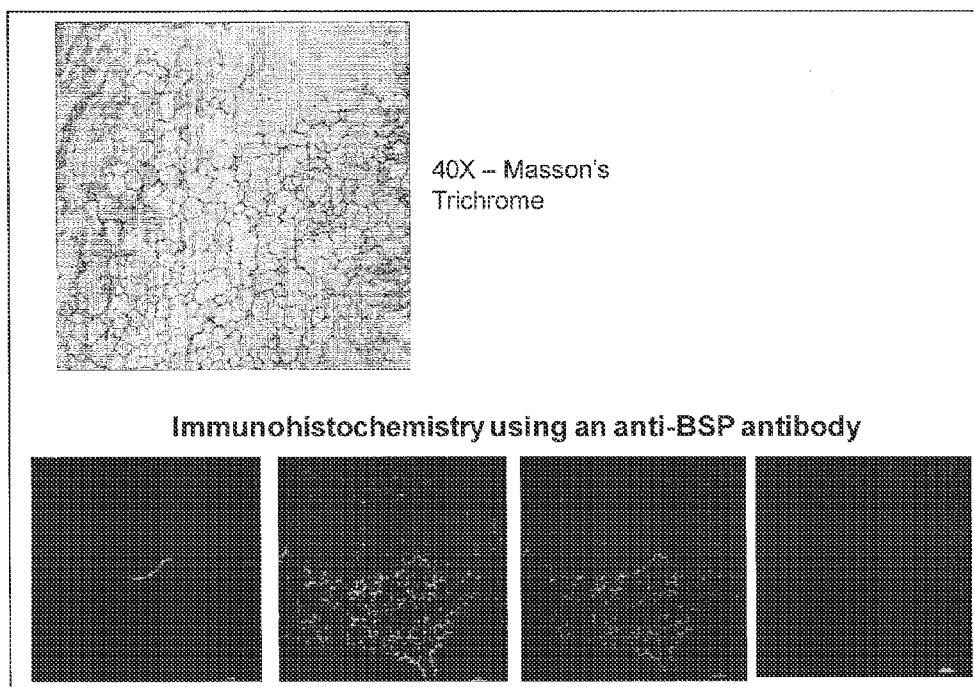 40X – Masson's
Trichrome
Immunohistochemistry using an anti-BSP antibody